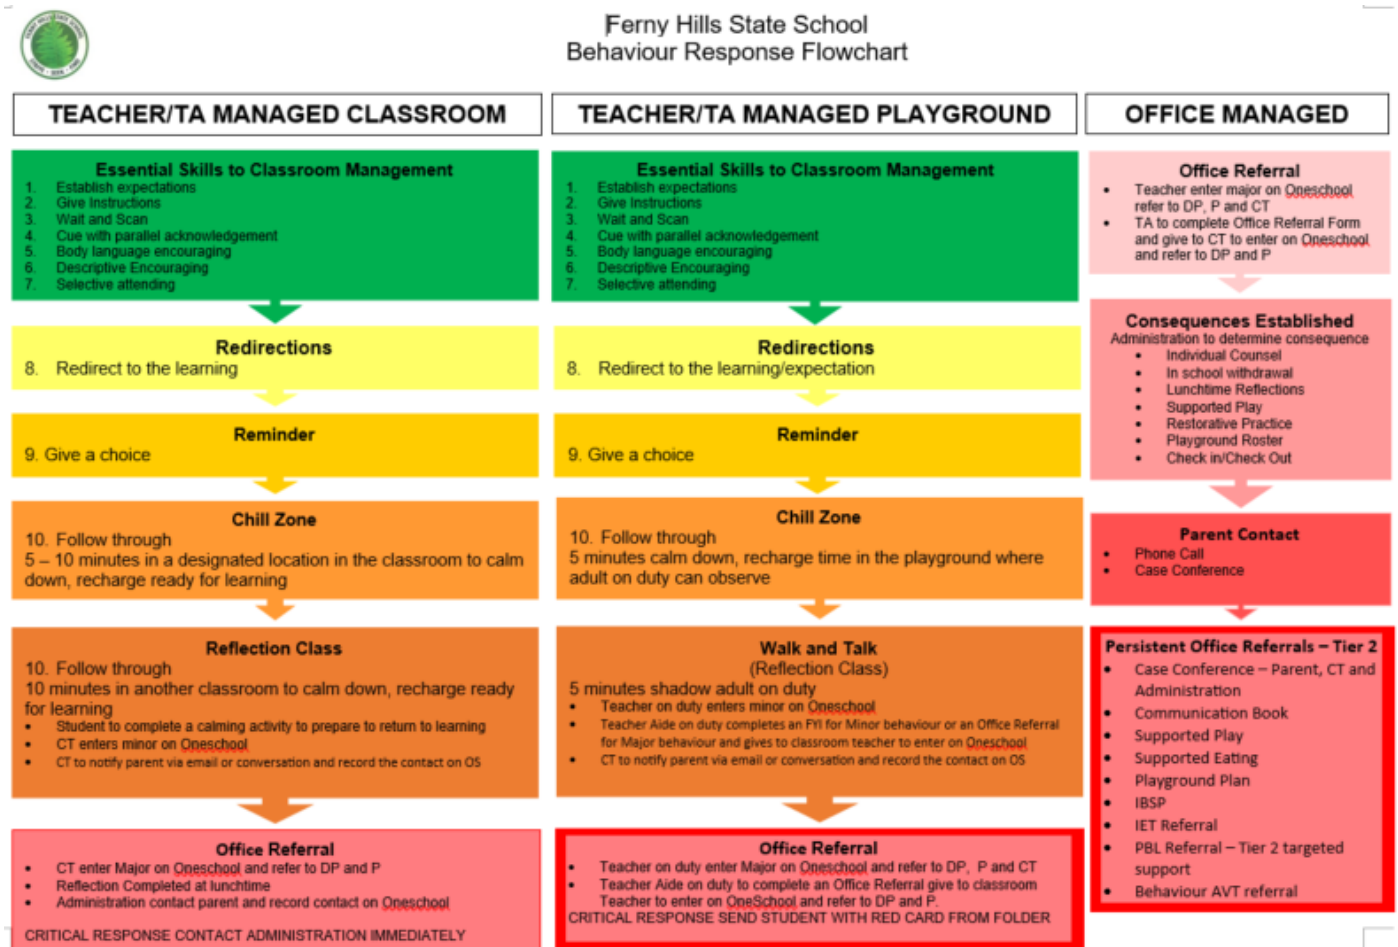 Ferny Hills State School
Behaviour Response Flowchart
TEACHER/TA MANAGED CLASSROOM
Essential Skills to Classroom Management
1. Establish expectations
2. Give Instructions
3. Wait and Scan
4. Cue with parallel acknowledgement
5. Body language encouraging
6. Descriptive Encouraging
7. Selective attending
Redirections
8. Redirect to the learning
Reminder
9. Give a choice
Chill Zone
10. Follow through
5 – 10 minutes in a designated location in the classroom to calm
down, recharge ready for learning
Reflection Class
10. Follow through
10 minutes in another classroom to calm down, recharge ready
for learning
• Student to complete a calming activity to prepare to return to learning
• CT enters minor on Oneschool
• CT to notify parent via email or conversation and record the contact on OS
Office Referral
• CT enter Major on Oneschool and refer to DP and P
• Reflection Completed at lunchtime
• Administration contact parent and record contact on Oneschool
CRITICAL RESPONSE CONTACT ADMINISTRATION IMMEDIATELY
TEACHER/TA MANAGED PLAYGROUND
Essential Skills to Classroom Management
1. Establish expectations
2. Give Instructions
3. Wait and Scan
4. Cue with parallel acknowledgement
5. Body language encouraging
6. Descriptive Encouraging
7. Selective attending
Redirections
8. Redirect to the learning/expectation
Reminder
9. Give a choice
Chill Zone
10. Follow through
5 minutes calm down, recharge time in the playground where
adult on duty can observe
Walk and Talk
(Reflection Class)
5 minutes shadow adult on duty
• Teacher on duty enters minor on Oneschool
• Teacher Aide on duty completes an FYI for Minor behaviour or an Office Referral
for Major behaviour and gives to classroom teacher to enter on Oneschool
• CT to notify parent via email or conversation and record the contact on OS
Office Referral
• Teacher on duty enter Major on Oneschool and refer to DP, P and CT
• Teacher Aide on duty to complete an Office Referral give to classroom
Teacher to enter on OneSchool and refer to DP and P.
CRITICAL RESPONSE SEND STUDENT WITH RED CARD FROM FOLDER
OFFICE MANAGED
Office Referral
• Teacher enter major on Oneschool
refer to DP, P and CT
• TA to complete Office Referral Form
and give to CT to enter on Oneschool
and refer to DP and P
Consequences Established
Administration to determine consequence
• Individual Counsel
• In school withdrawal
• Lunchtime Reflections
• Supported Play
• Restorative Practice
• Playground Roster
• Check in/Check Out
Parent Contact
• Phone Call
• Case Conference
Persistent Office Referrals – Tier 2
• Case Conference – Parent, CT and
Administration
• Communication Book
• Supported Play
• Supported Eating
• Playground Plan
• IBSP
• IET Referral
• PBL Referral – Tier 2 targeted
support
• Behaviour AVT referral